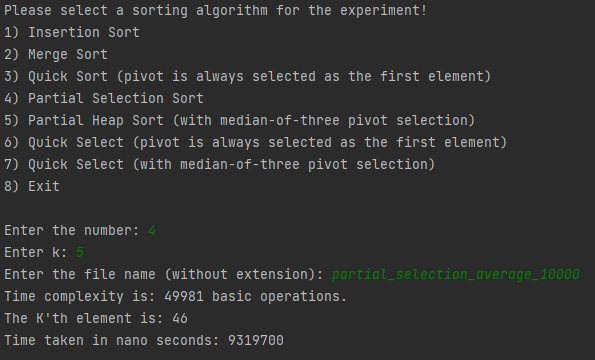 Please select a sorting algorithm for the experiment!
1) Insertion Sort
2) Merge Sort
3) Quick Sort (pivot is always selected as the first element)
4) Partial Selection Sort
5) Partial Heap Sort (with median-of-three pivot selection)
6) Quick Select (pivot is always selected as the first element)
7) Quick Select (with median-of-three pivot selection)
8) Exit
Enter the number: 4
Enter k: 5
Enter the file name (without extension): partial_selection_average_10000
Time complexity is: 49981 basic operations.
The K'th element is: 46
Time taken in nano seconds: 9319700